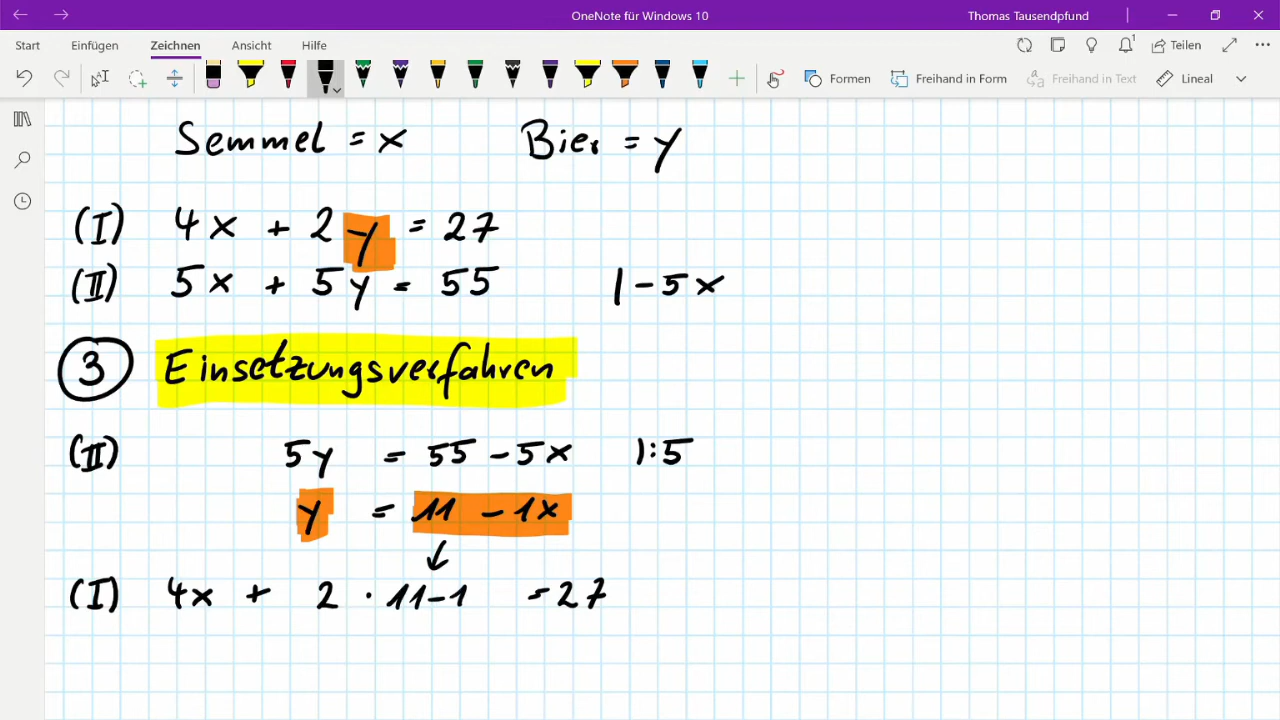 OneNote für Windows 10
Thomas Tausendpfund
Start Einfügen Zeichnen Ansicht Hilfe
1 Teilen
Formen Freihand in Form Freihand in Text Lineal
Semmel = x Bier = y
(I) 4x + 2y = 27
(II) 5x + 5y = 55 | - 5x
3 Einsetzungsverfahren
(II) 5y = 55 - 5x | : 5
y = 11 - 1x
↓
(I) 4x + 2 · 11 - 1 = 27